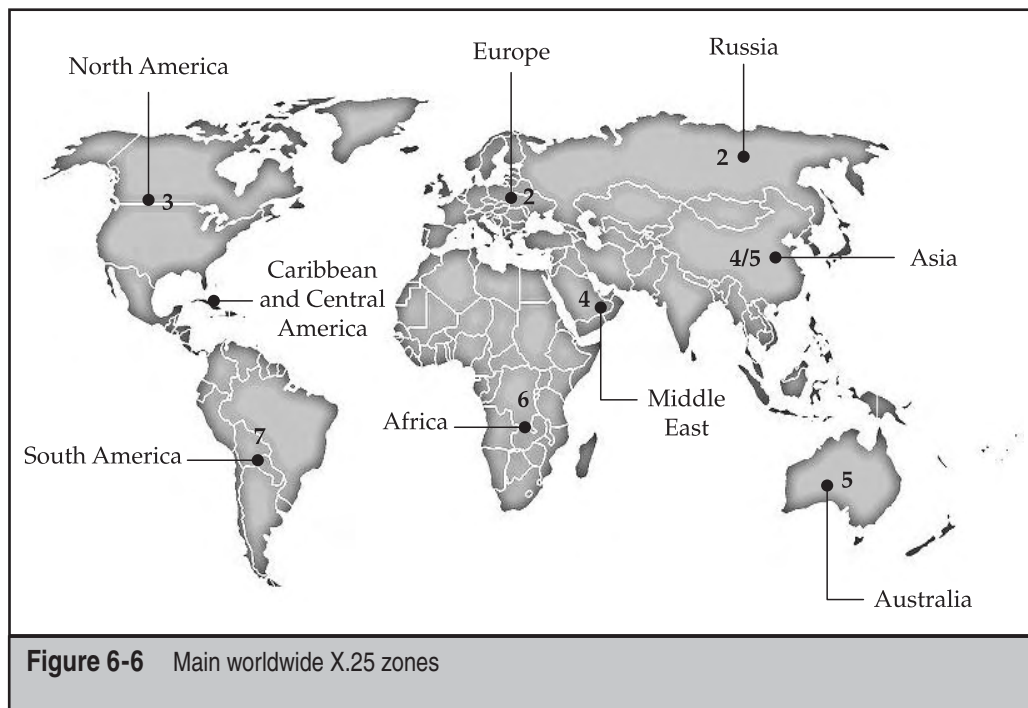 Russia
Europe
North America
2
2
3
4/5
Asia
Caribbean
and Central
America
4
6
Middle
East
Africa
7
South America
5
Australia
Figure 6-6 Main worldwide X.25 zones